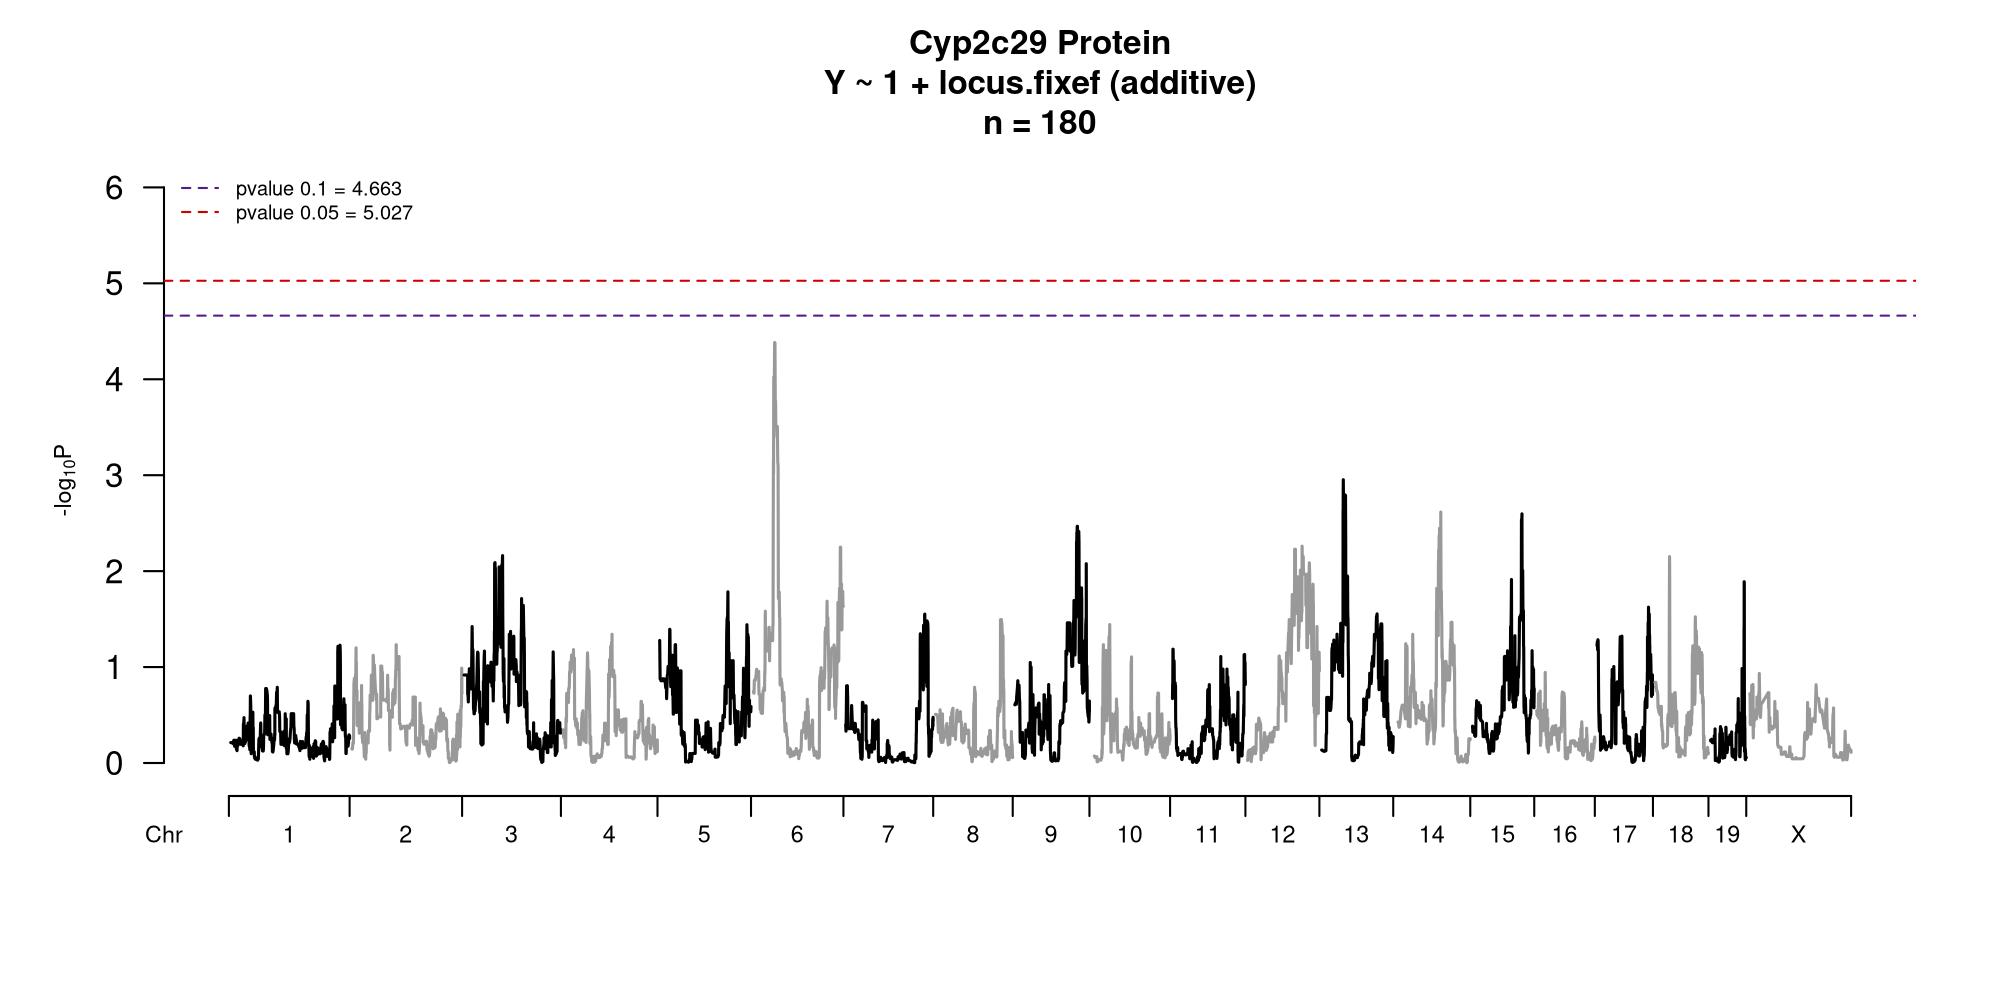 Cyp2c29 Protein
Y ~ 1 + locus.fixef (additive)
n = 180
6
pvalue 0.1 = 4.663
pvalue 0.05 = 5.027
5
4
3
-log10P
2
1
0
Chr 1 2 3 4 5 6 7 8 9 10 11 12 13 14 15 16 17 18 19 X